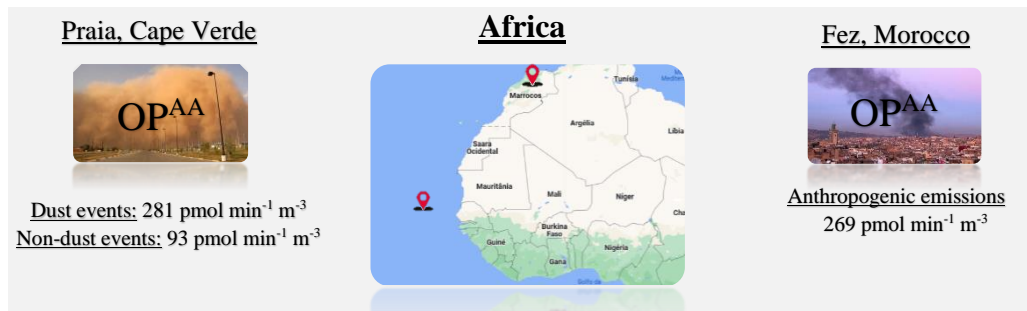 Praia, Cape Verde
OP^AA
Dust events: 281 pmol min⁻¹ m⁻³
Non-dust events: 93 pmol min⁻¹ m⁻³
Africa
Tunísia
Marrocos
Argélia
Líbia
Saara
Ocidental
Mauritânia
Mali
Níger
Burkina
Faso
Guiné
Nigéria
Gana
Fez, Morocco
OP^AA
Anthropogenic emissions
269 pmol min⁻¹ m⁻³